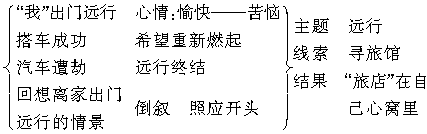 “我”出门远行 心情:愉快——苦恼
搭车成功 希望重新燃起
汽车遭劫 远行终结
回想离家出门
远行的情景
倒叙 照应开头
主题 远行
线索 寻旅馆
结果 “旅店”在自
己心窝里